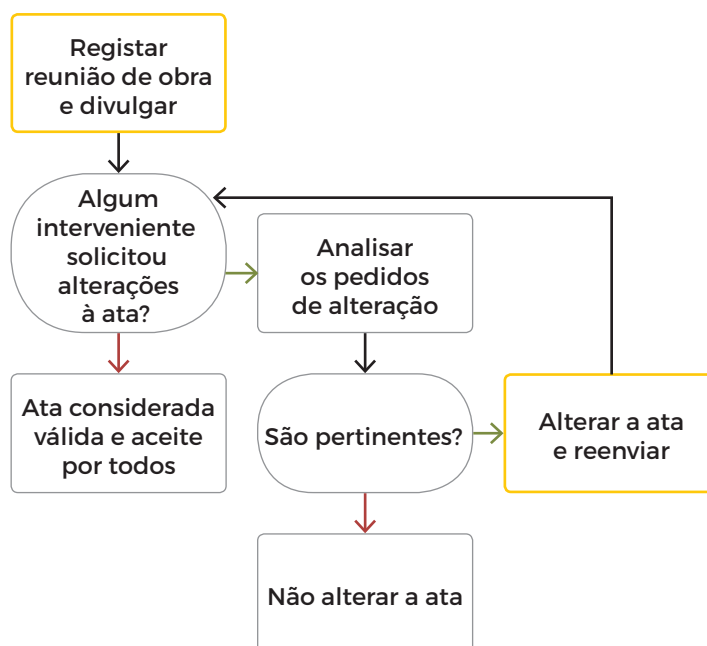 Registar
reunião de obra
e divulgar
Algum
interveniente
solicitou
alterações
à ata?
Analisar
os pedidos
de alteração
Ata considerada
válida e aceite
por todos
São pertinentes?
Alterar a ata
e reenviar
Não alterar a ata